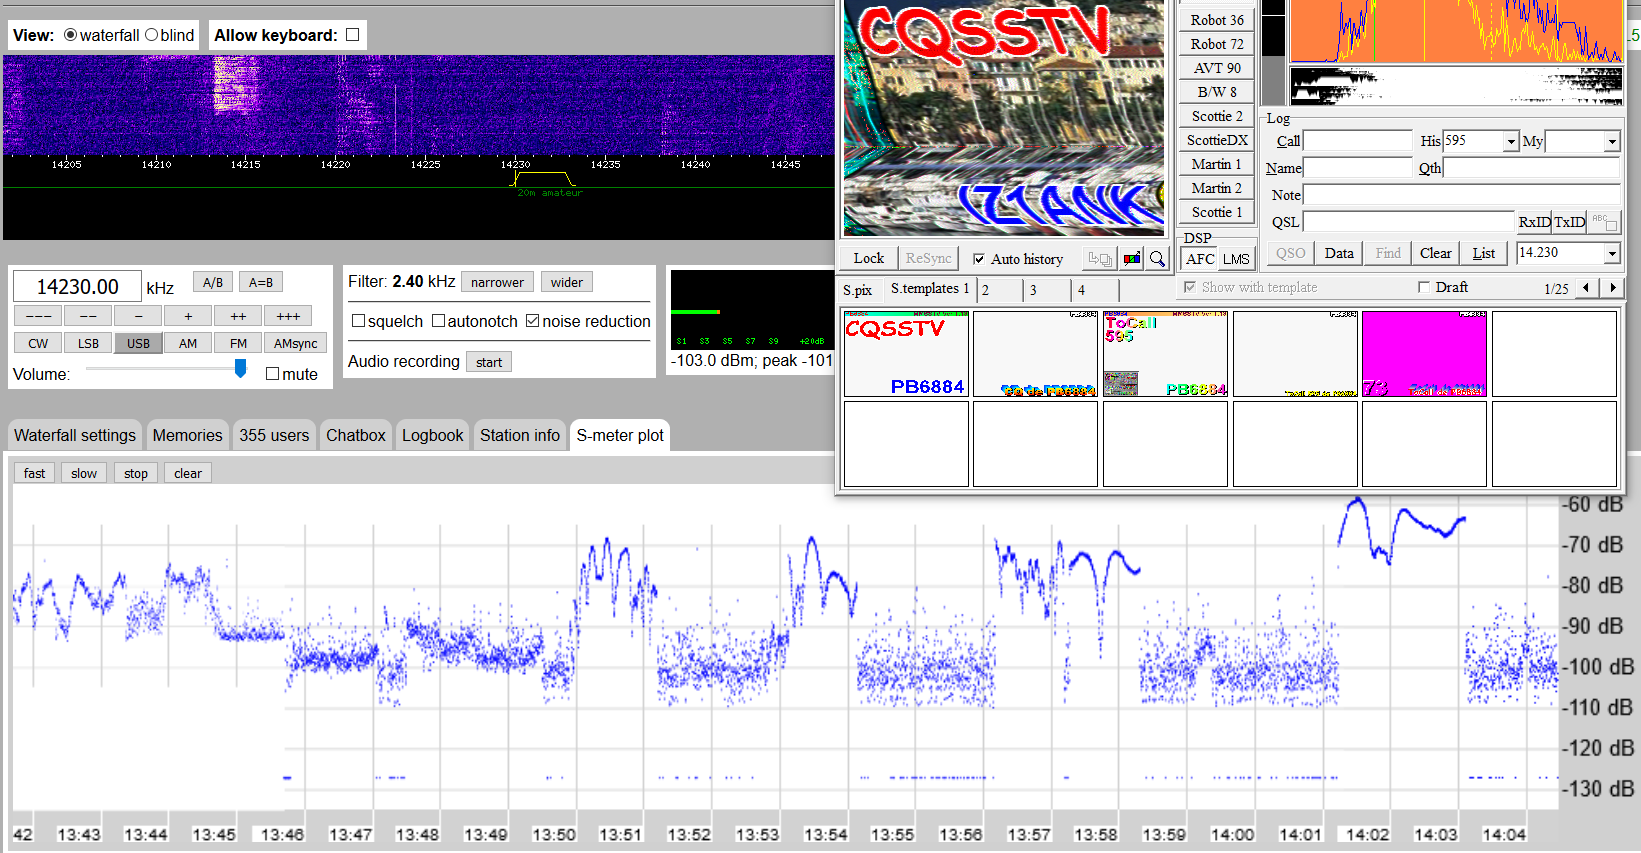 View: waterfall blind
Allow keyboard:
14205 14210 14215 14220 14225 14230 14235 14240 14245
20m amateur
14230.00 kHz A/B A=B
--- -- - + ++ +++
CW LSB USB AM FM AMsync
Volume: mute
Filter: 2.40 kHz narrower wider
squelch autonotch noise reduction
Audio recording start
S1 S3 S5 S7 S9 +20dB
-103.0 dBm; peak -101
Waterfall settings Memories 355 users Chatbox Logbook Station info S-meter plot
fast slow stop clear
CQSSTV
IZ1ANK
Lock ReSync Auto history
Robot 36
Robot 72
AVT 90
B/W 8
Scottie 2
ScottieDX
Martin 1
Martin 2
Scottie 1
DSP
AFC LMS
Log
Call His 595 My
Name Qth
Note
QSL RxID TxID ABC
QSO Data Find Clear List 14.230
S.pix S.templates 1 2 3 4
Show with template Draft 1/25
CQSSTV
PB6884
CQ de PB6884
ToCall
595
PB6884
73
ToCall de PB6884
-60 dB
-70 dB
-80 dB
-90 dB
-100 dB
-110 dB
-120 dB
-130 dB
42 13:43 13:44 13:45 13:46 13:47 13:48 13:49 13:50 13:51 13:52 13:53 13:54 13:55 13:56 13:57 13:58 13:59 14:00 14:01 14:02 14:03 14:04